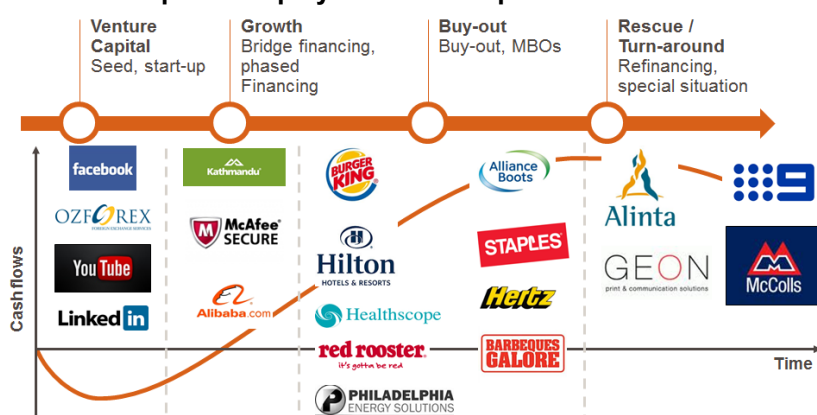 Venture
Capital
Seed, start-up
Growth
Bridge financing,
phased
Financing
Buy-out
Buy-out, MBOs
Rescue /
Turn-around
Refinancing,
special situation
Cash flows
facebook
OZFOREX
FOREIGN EXCHANGE SERVICES
YouTube
Linked in
Kathmandu
McAfee
SECURE
Alibaba.com
BURGER
KING
H
Hilton
HOTELS & RESORTS
Healthscope
red rooster.
it's gotta be red
PHILADELPHIA
ENERGY SOLUTIONS
Alliance
Boots
STAPLES
Hertz
BARBEQUES
GALORE
Alinta
GEON
print & communication solutions
9
McColls
Time